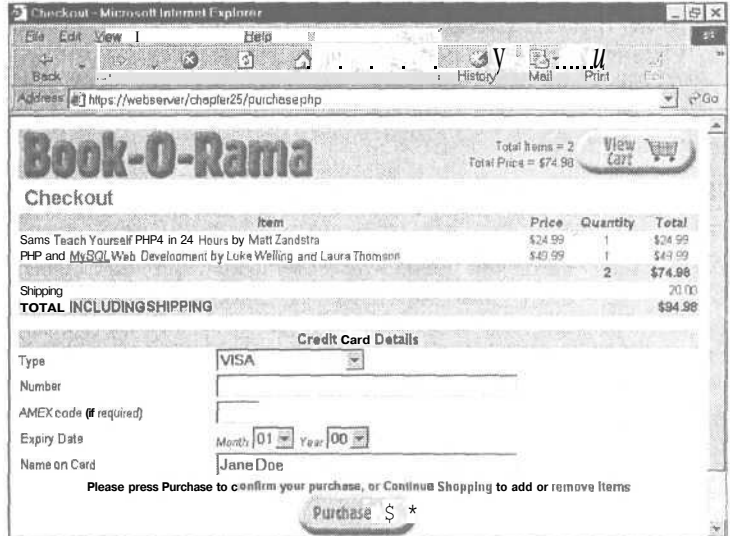 Checkout - Microsoft Internet Explorer
File Edit View I Help
Back History y Mail u Print
Address https://webserver/chapter25/purchase.php Go
Book-O-Rama
Total Items = 2
Total Price = $74.98
View Cart
Checkout
Item Price Quantity Total
Sams Teach Yourself PHP4 in 24 Hours by Matt Zandstra $24.99 1 $24.99
PHP and MySQL Web Development by Luke Welling and Laura Thomson $49.99 1 $49.99
2 $74.98
Shipping 20.00
TOTAL INCLUDING SHIPPING $94.98
Credit Card Details
Type VISA
Number
AMEX code (if required)
Expiry Date Month 01 Year 00
Name on Card Jane Doe
Please press Purchase to confirm your purchase, or Continue Shopping to add or remove items
Purchase $ *